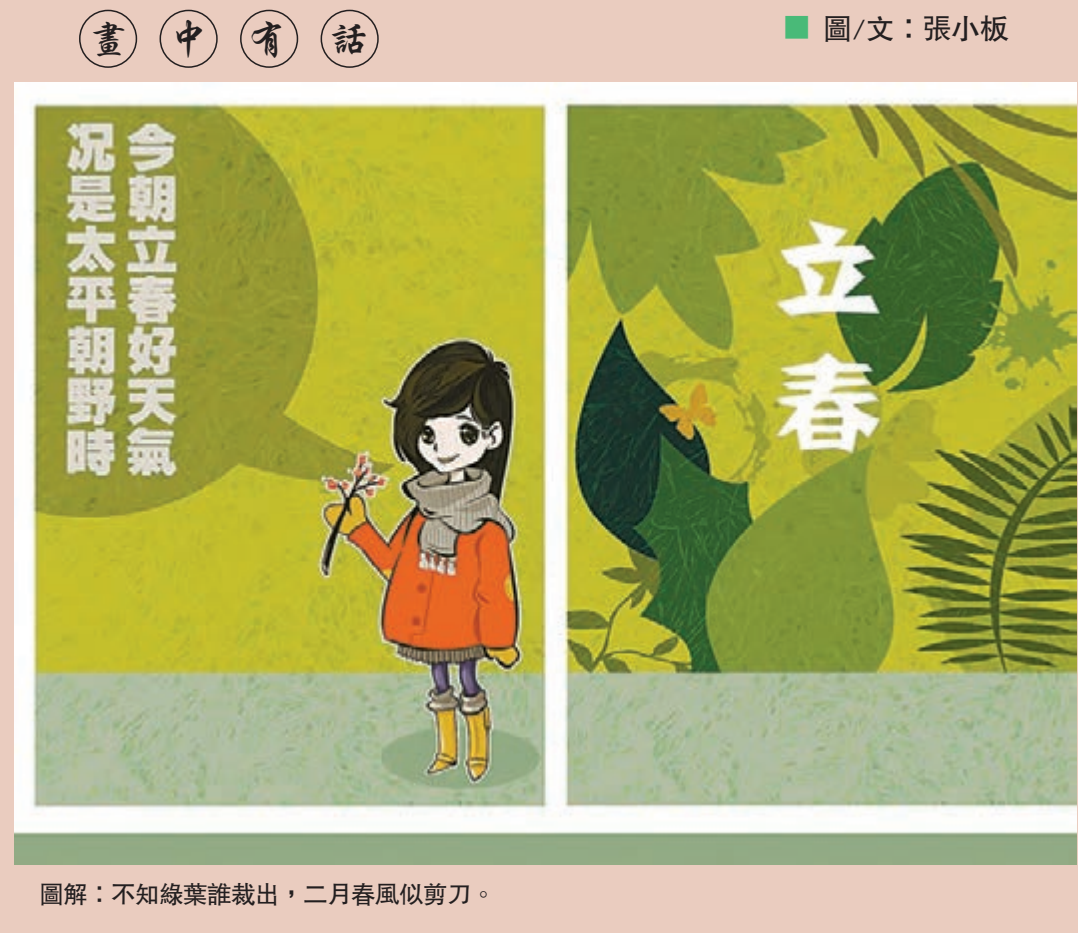 畫中有話
■ 圖/文：張小板
今朝立春好天氣
況是太平朝野時
立春
圖解：不知綠葉誰裁出，二月春風似剪刀。